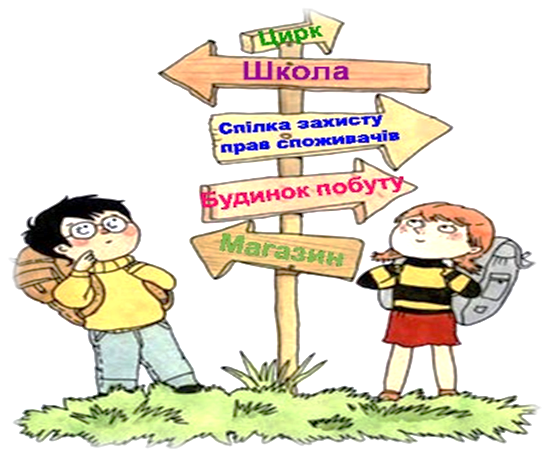 Цирк
Школа
Спілка захисту
прав споживачів
Будинок побуту
Магазин